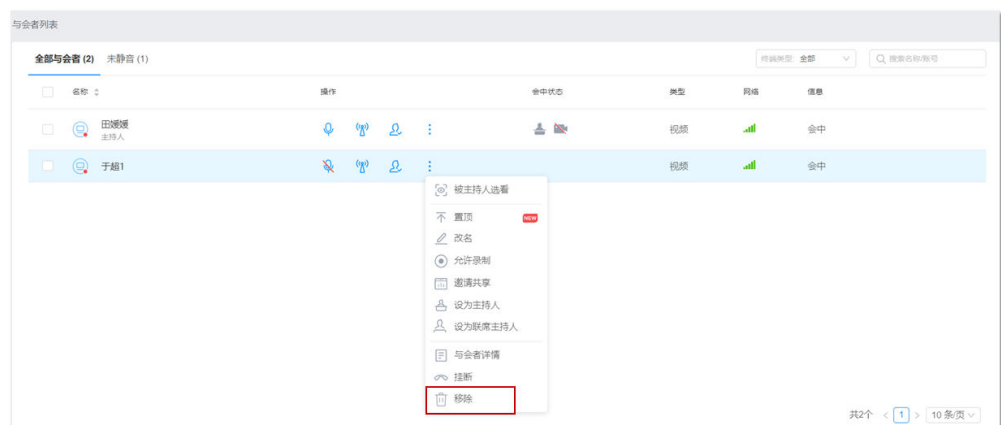 与会者列表
全部与会者 (2) 未静音 (1) 终端类型: 全部 搜索名称/账号
名称 操作 会中状态 类型 网络 信息
田媛媛 视频 会中
主持人
于超1 视频 会中
被主持人选看
置顶 NEW
改名
允许录制
邀请共享
设为主持人
设为联席主持人
与会者详情
挂断
移除
共2个 < 1 > 10 条/页